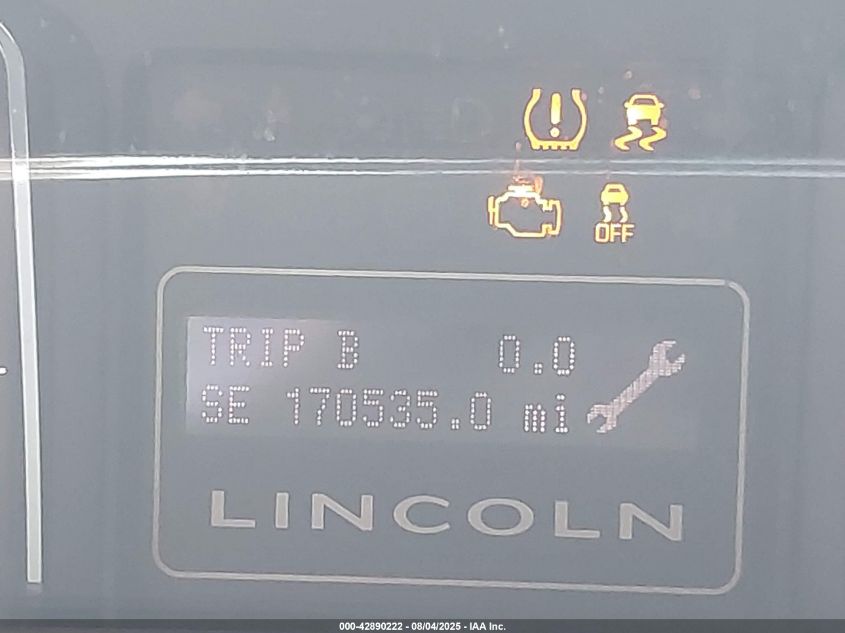 OFF
TRIP B 0.0
SE 170535.0 mi
LINCOLN
000-42890222 - 08/04/2025 - IAA Inc.